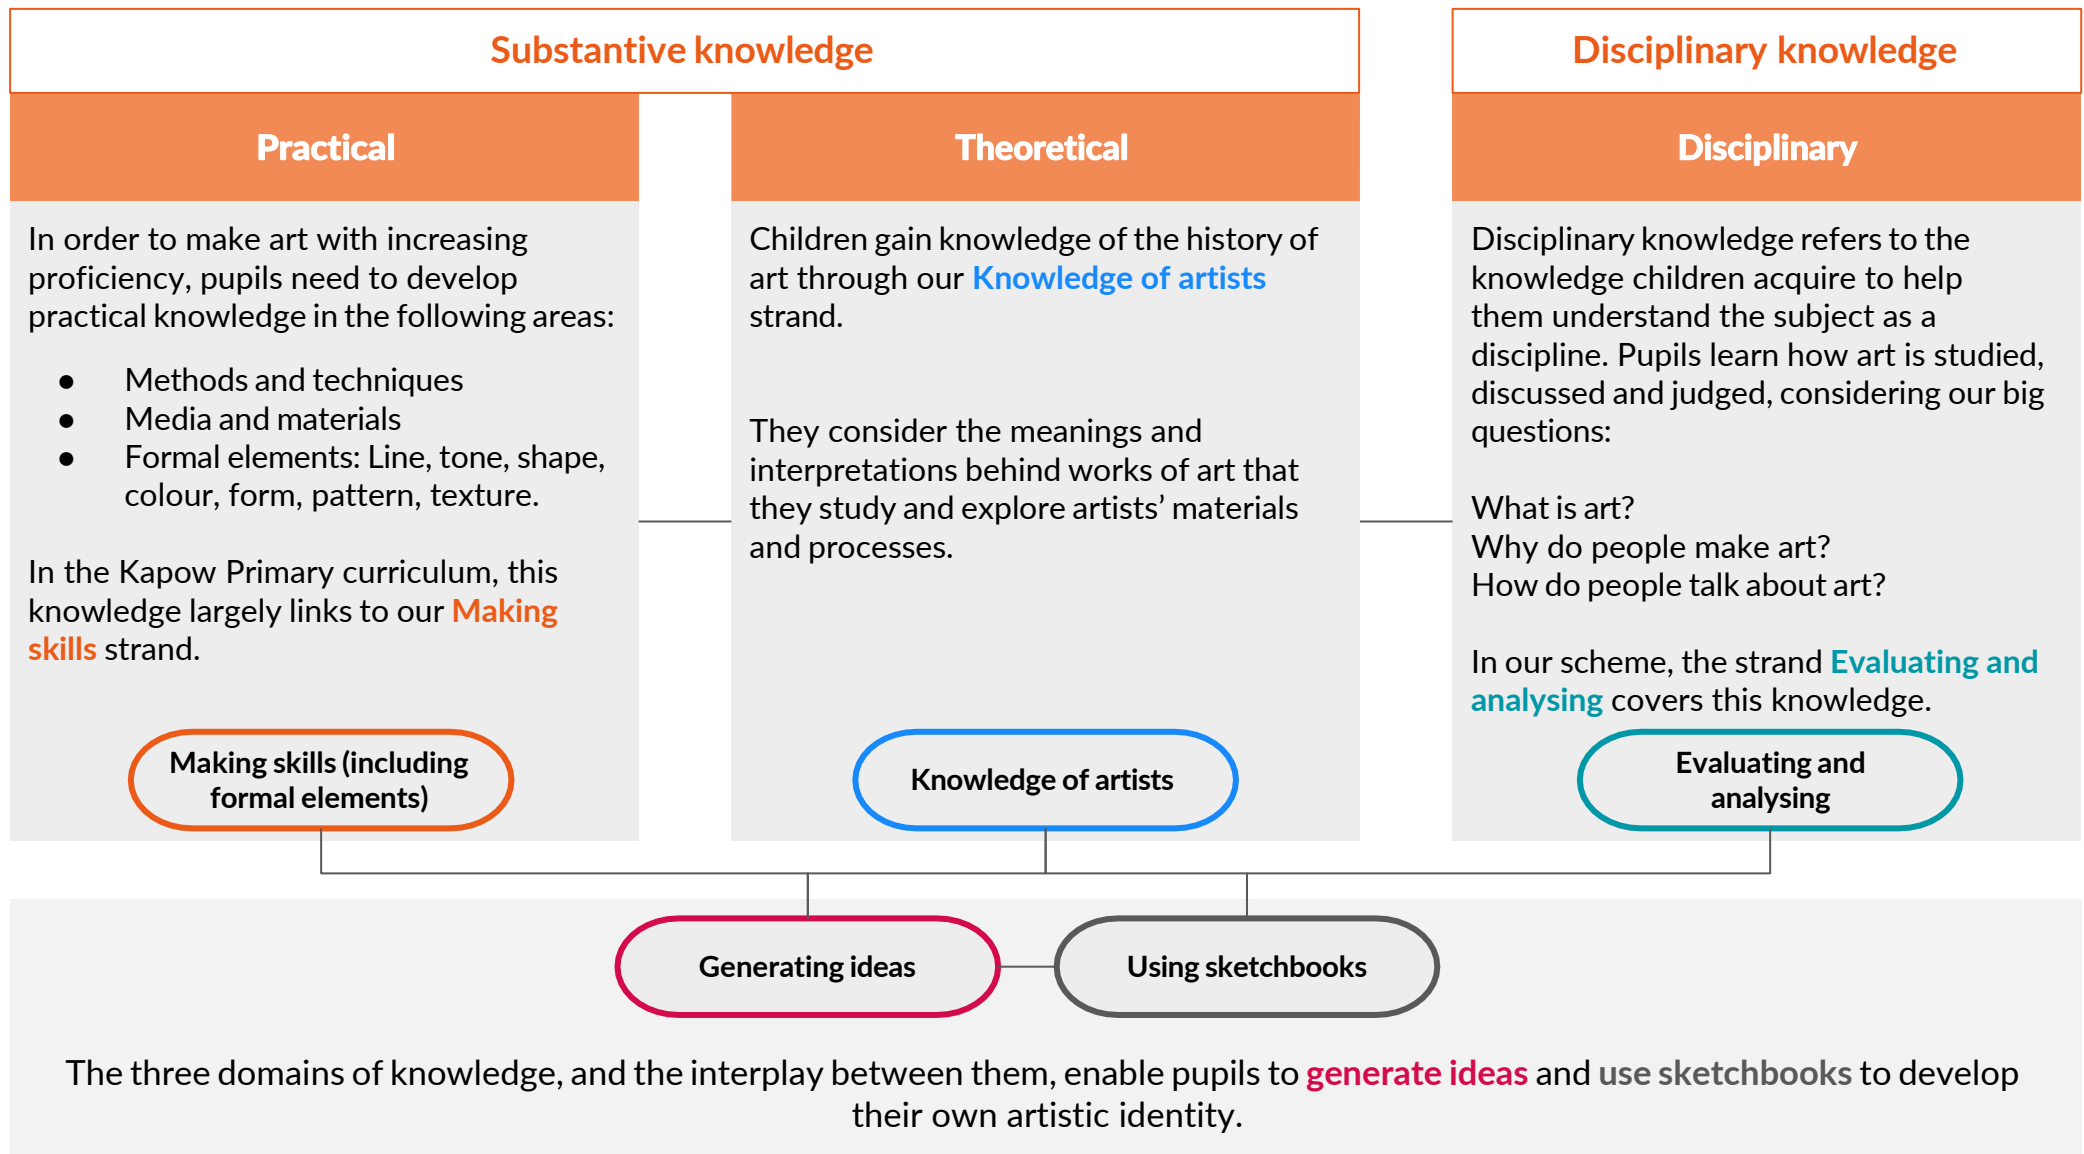 Substantive knowledge
Disciplinary knowledge
Practical
In order to make art with increasing
proficiency, pupils need to develop
practical knowledge in the following areas:
● Methods and techniques
● Media and materials
● Formal elements: Line, tone, shape,
colour, form, pattern, texture.
In the Kapow Primary curriculum, this
knowledge largely links to our Making
skills strand.
Making skills (including
formal elements)
Theoretical
Children gain knowledge of the history of
art through our Knowledge of artists
strand.
They consider the meanings and
interpretations behind works of art that
they study and explore artists’ materials
and processes.
Knowledge of artists
Disciplinary
Disciplinary knowledge refers to the
knowledge children acquire to help
them understand the subject as a
discipline. Pupils learn how art is studied,
discussed and judged, considering our big
questions:
What is art?
Why do people make art?
How do people talk about art?
In our scheme, the strand Evaluating and
analysing covers this knowledge.
Evaluating and
analysing
Generating ideas
Using sketchbooks
The three domains of knowledge, and the interplay between them, enable pupils to generate ideas and use sketchbooks to develop
their own artistic identity.